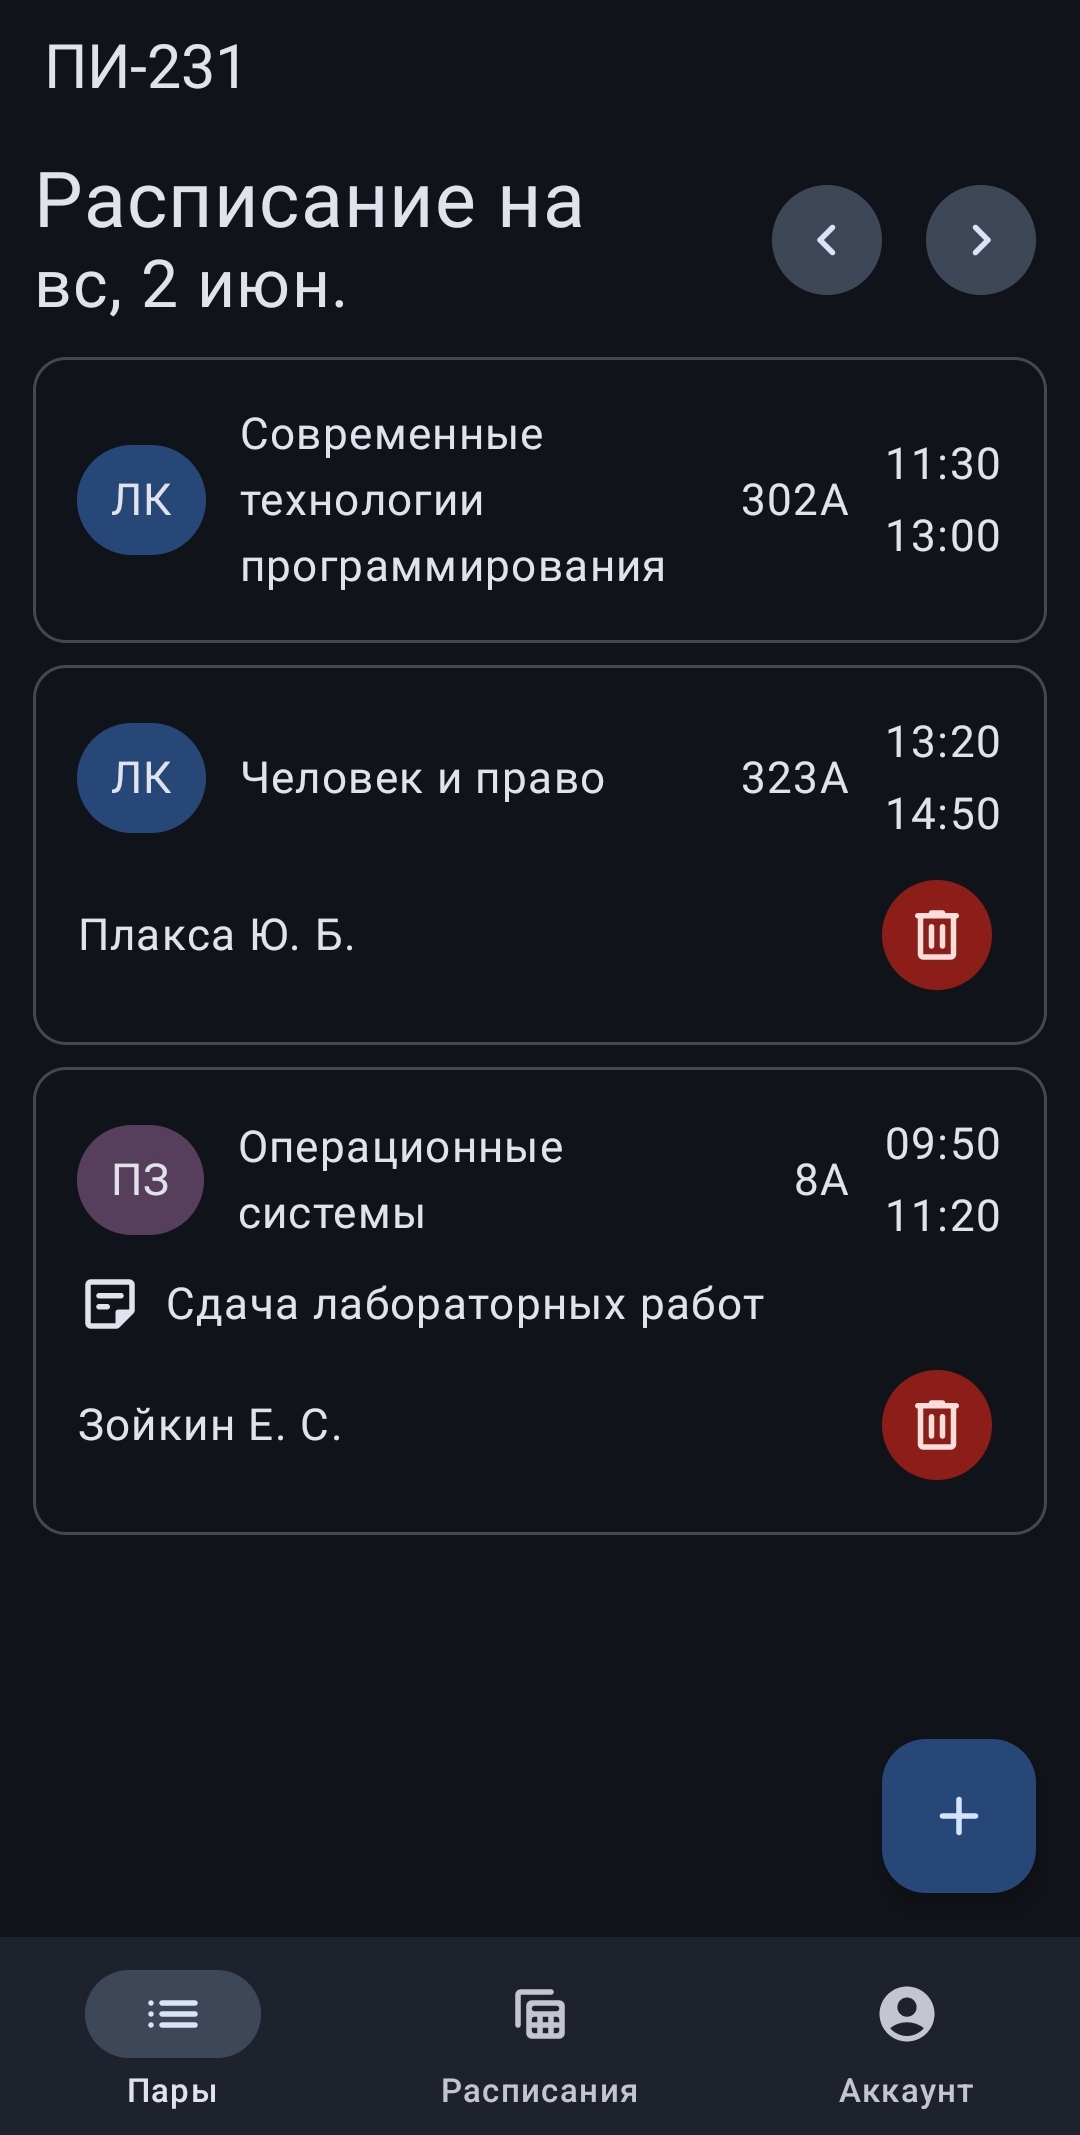 ПИ-231
Расписание на
вс, 2 июн.
ЛК
Современные
технологии
программирования
302А
11:30
13:00
ЛК
Человек и право
323А
13:20
14:50
Плакса Ю. Б.
ПЗ
Операционные
системы
8А
09:50
11:20
Сдача лабораторных работ
Зойкин Е. С.
Пары
Расписания
Аккаунт